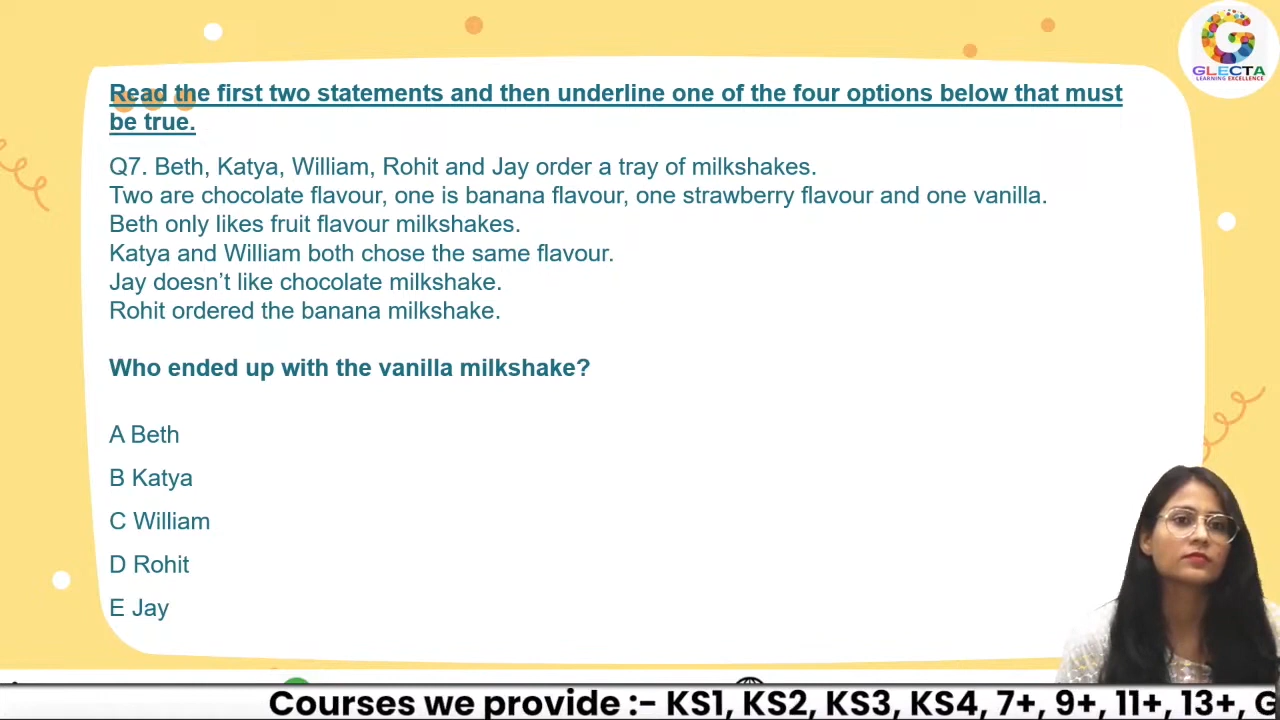 G
GLECTA
LEARNING EXCELLENCE
Read the first two statements and then underline one of the four options below that must
be true.
Q7. Beth, Katya, William, Rohit and Jay order a tray of milkshakes.
Two are chocolate flavour, one is banana flavour, one strawberry flavour and one vanilla.
Beth only likes fruit flavour milkshakes.
Katya and William both chose the same flavour.
Jay doesn’t like chocolate milkshake.
Rohit ordered the banana milkshake.
Who ended up with the vanilla milkshake?
A Beth
B Katya
C William
D Rohit
E Jay
Courses we provide :- KS1, KS2, KS3, KS4, 7+, 9+, 11+, 13+, G